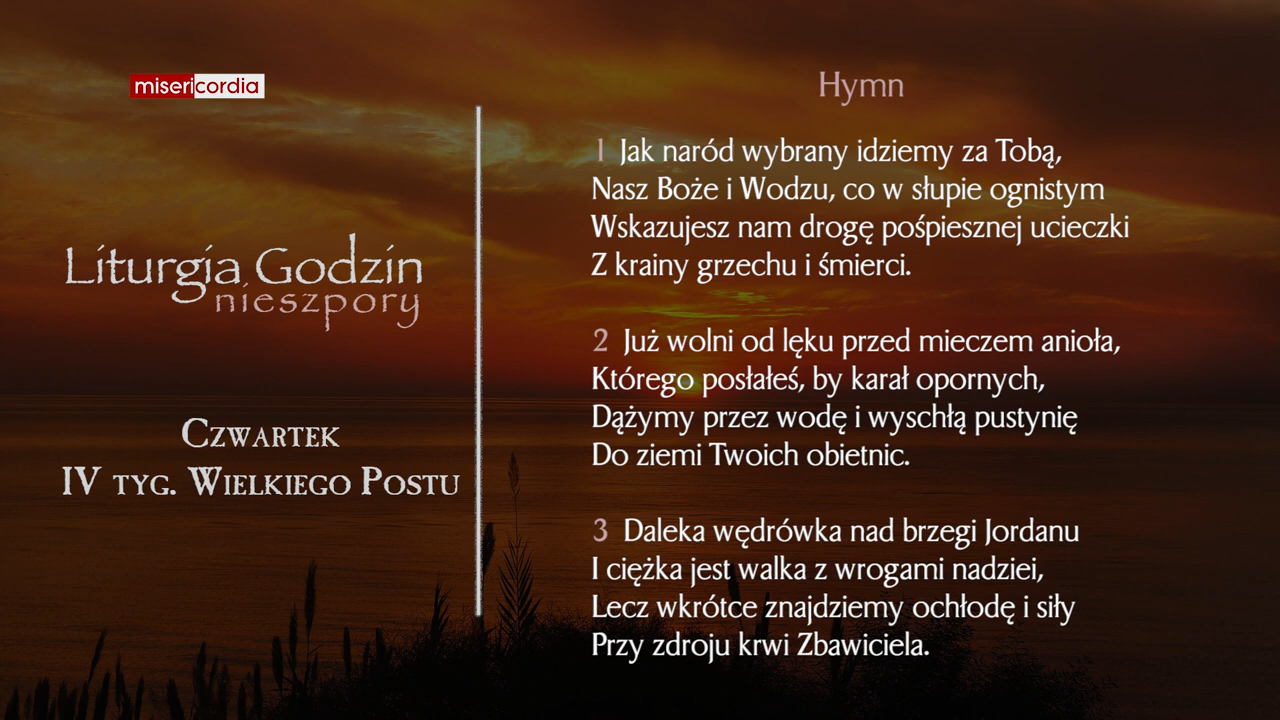 misericordia
Liturgia Godzin
nieszpory
Czwartek
IV tyg. Wielkiego Postu
Hymn
1 Jak naród wybrany idziemy za Tobą,
Nasz Boże i Wodzu, co w słupie ognistym
Wskazujesz nam drogę pośpiesznej ucieczki
Z krainy grzechu i śmierci.
2 Już wolni od lęku przed mieczem anioła,
Którego posłałeś, by karał opornych,
Dążymy przez wodę i wyschłą pustynię
Do ziemi Twoich obietnic.
3 Daleka wędrówka nad brzegi Jordanu
I ciężka jest walka z wrogami nadziei,
Lecz wkrótce znajdziemy ochłodę i siły
Przy zdroju krwi Zbawiciela.